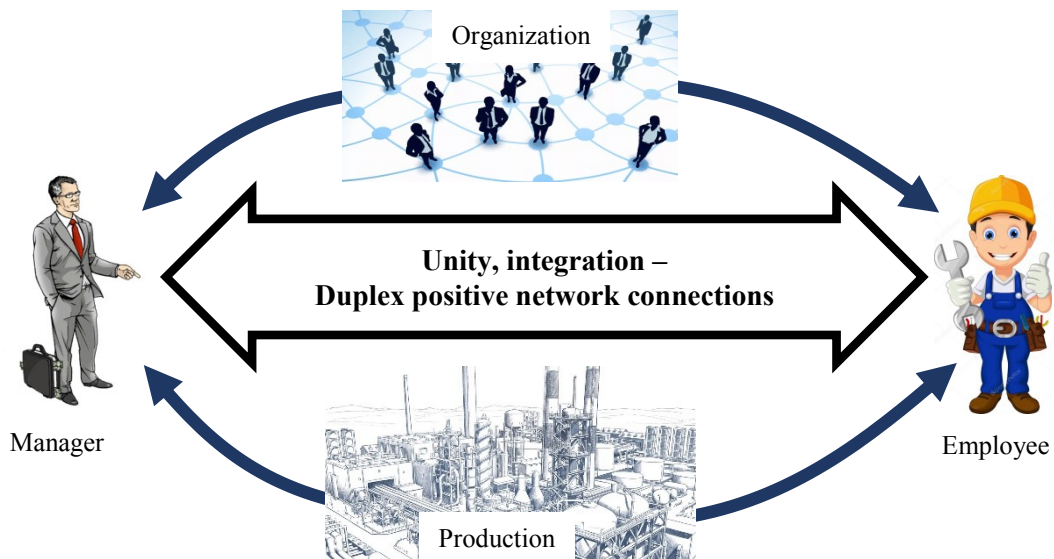 Organization
Unity, integration –
Duplex positive network connections
Manager
Employee
Production